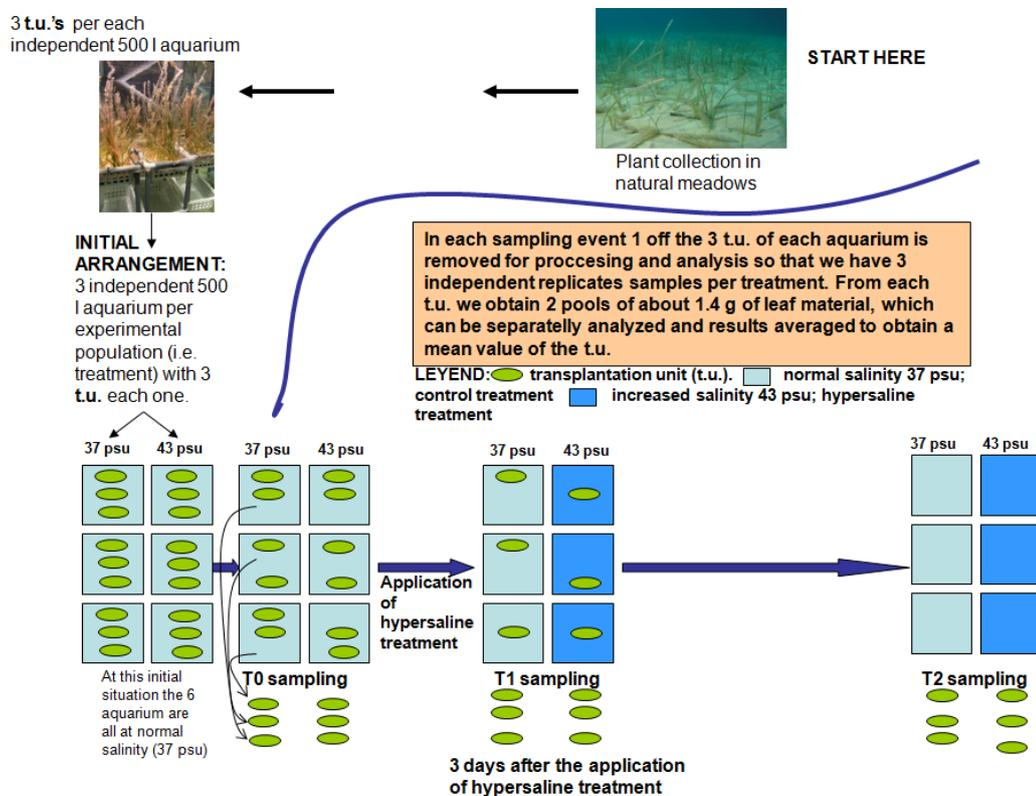 3 t.u.'s per each
independent 500 l aquarium
START HERE
Plant collection in
natural meadows
INITIAL
ARRANGEMENT:
3 independent 500
l aquarium per
experimental
population (i.e.
treatment) with 3
t.u. each one.
In each sampling event 1 off the 3 t.u. of each aquarium is
removed for proccesing and analysis so that we have 3
independent replicates samples per treatment. From each
t.u. we obtain 2 pools of about 1.4 g of leaf material, which
can be separatelly analyzed and results averaged to obtain a
mean value of the t.u.
LEYEND: transplantation unit (t.u.). normal salinity 37 psu;
control treatment increased salinity 43 psu; hypersaline
treatment
37 psu 43 psu
37 psu 43 psu
37 psu 43 psu
37 psu 43 psu
Application
of
hypersaline
treatment
At this initial
situation the 6
aquarium are
all at normal
salinity (37 psu)
T0 sampling
T1 sampling
T2 sampling
3 days after the application
of hypersaline treatment